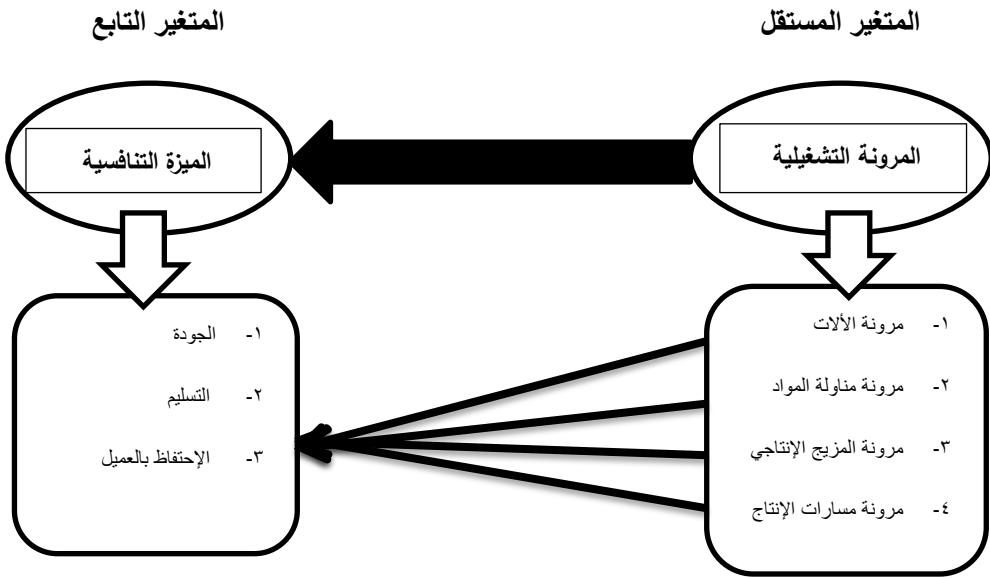 المتغير المستقل
المتغير التابع
المرونة التشغيلية
الميزة التنافسية
١- مرونة الألات
٢- مرونة مناولة المواد
٣- مرونة المزيج الإنتاجي
٤- مرونة مسارات الإنتاج
١- الجودة
٢- التسليم
٣- الإحتفاظ بالعميل